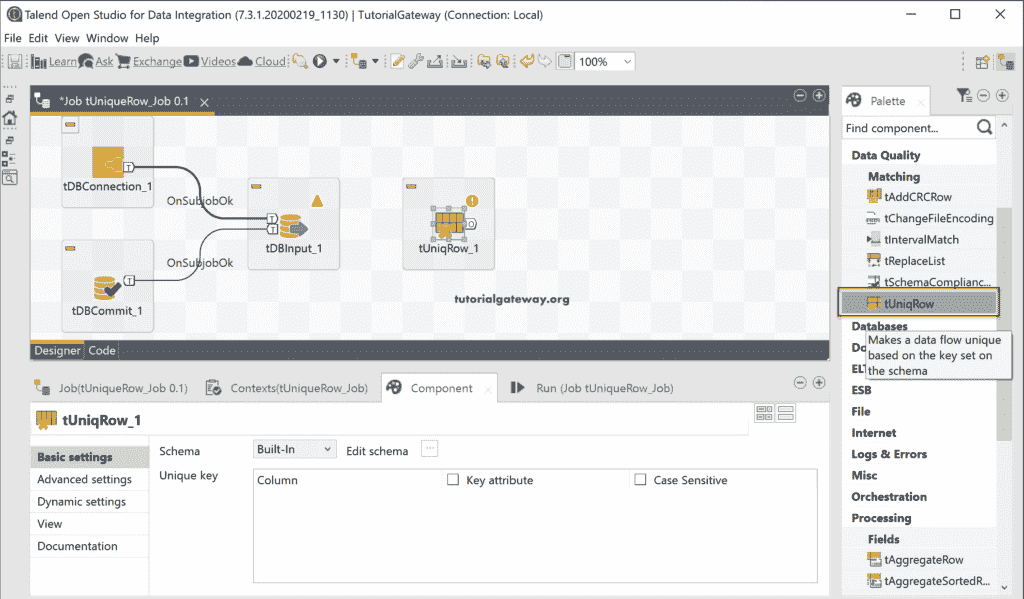 Talend Open Studio for Data Integration (7.3.1.20200219_1130) | TutorialGateway (Connection: Local)
File Edit View Window Help
Learn Ask Exchange Videos Cloud 100%
*Job tUniqueRow_Job 0.1
tDBConnection_1
T
OnSubjobOk
T
T
tDBInput_1
O
tUniqRow_1
OnSubjobOk
T
tDBCommit_1
tutorialgateway.org
Designer Code
Palette
Find component...
Data Quality
Matching
tAddCRCRow
tChangeFileEncoding
tIntervalMatch
tReplaceList
tSchemaComplianc...
tUniqRow
Databases
Makes a data flow unique
based on the key set on
the schema
Do
ELT
ESB
File
Internet
Logs & Errors
Misc
Orchestration
Processing
Fields
tAggregateRow
tAggregateSortedR...
Job(tUniqueRow_Job 0.1) Contexts(tUniqueRow_Job) Component Run (Job tUniqueRow_Job)
tUniqRow_1
Basic settings
Advanced settings
Dynamic settings
View
Documentation
Schema Built-In Edit schema ...
Unique key
Column Key attribute Case Sensitive